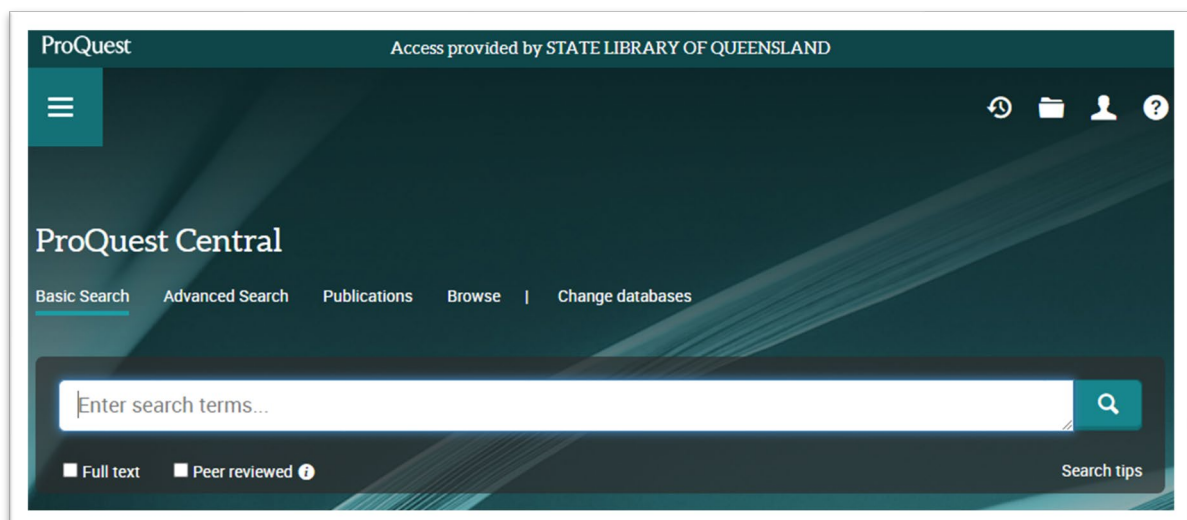 ProQuest Access provided by STATE LIBRARY OF QUEENSLAND
ProQuest Central
Basic Search Advanced Search Publications Browse | Change databases
Enter search terms...
Full text Peer reviewed Search tips